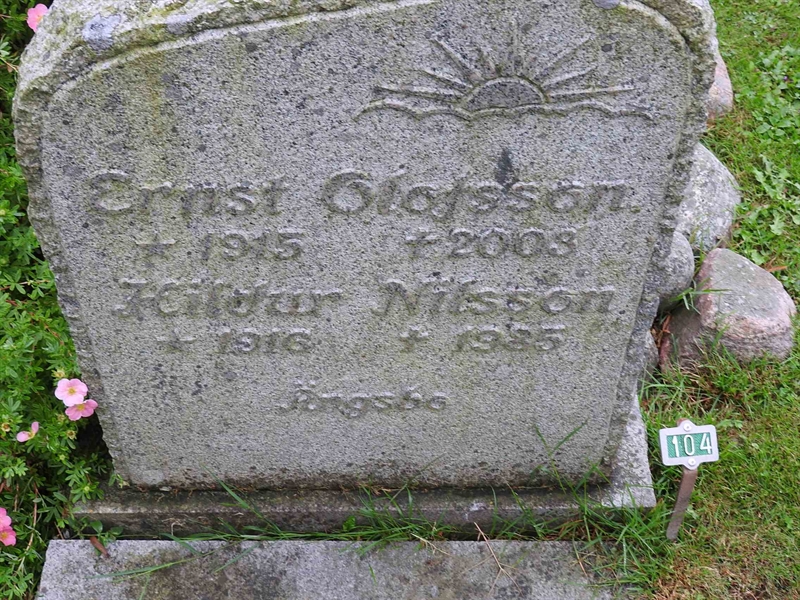 Ernst Olofsson
* 1915 + 2003
Hildur Nilsson
* 1916 + 1985
Ängsbo
104